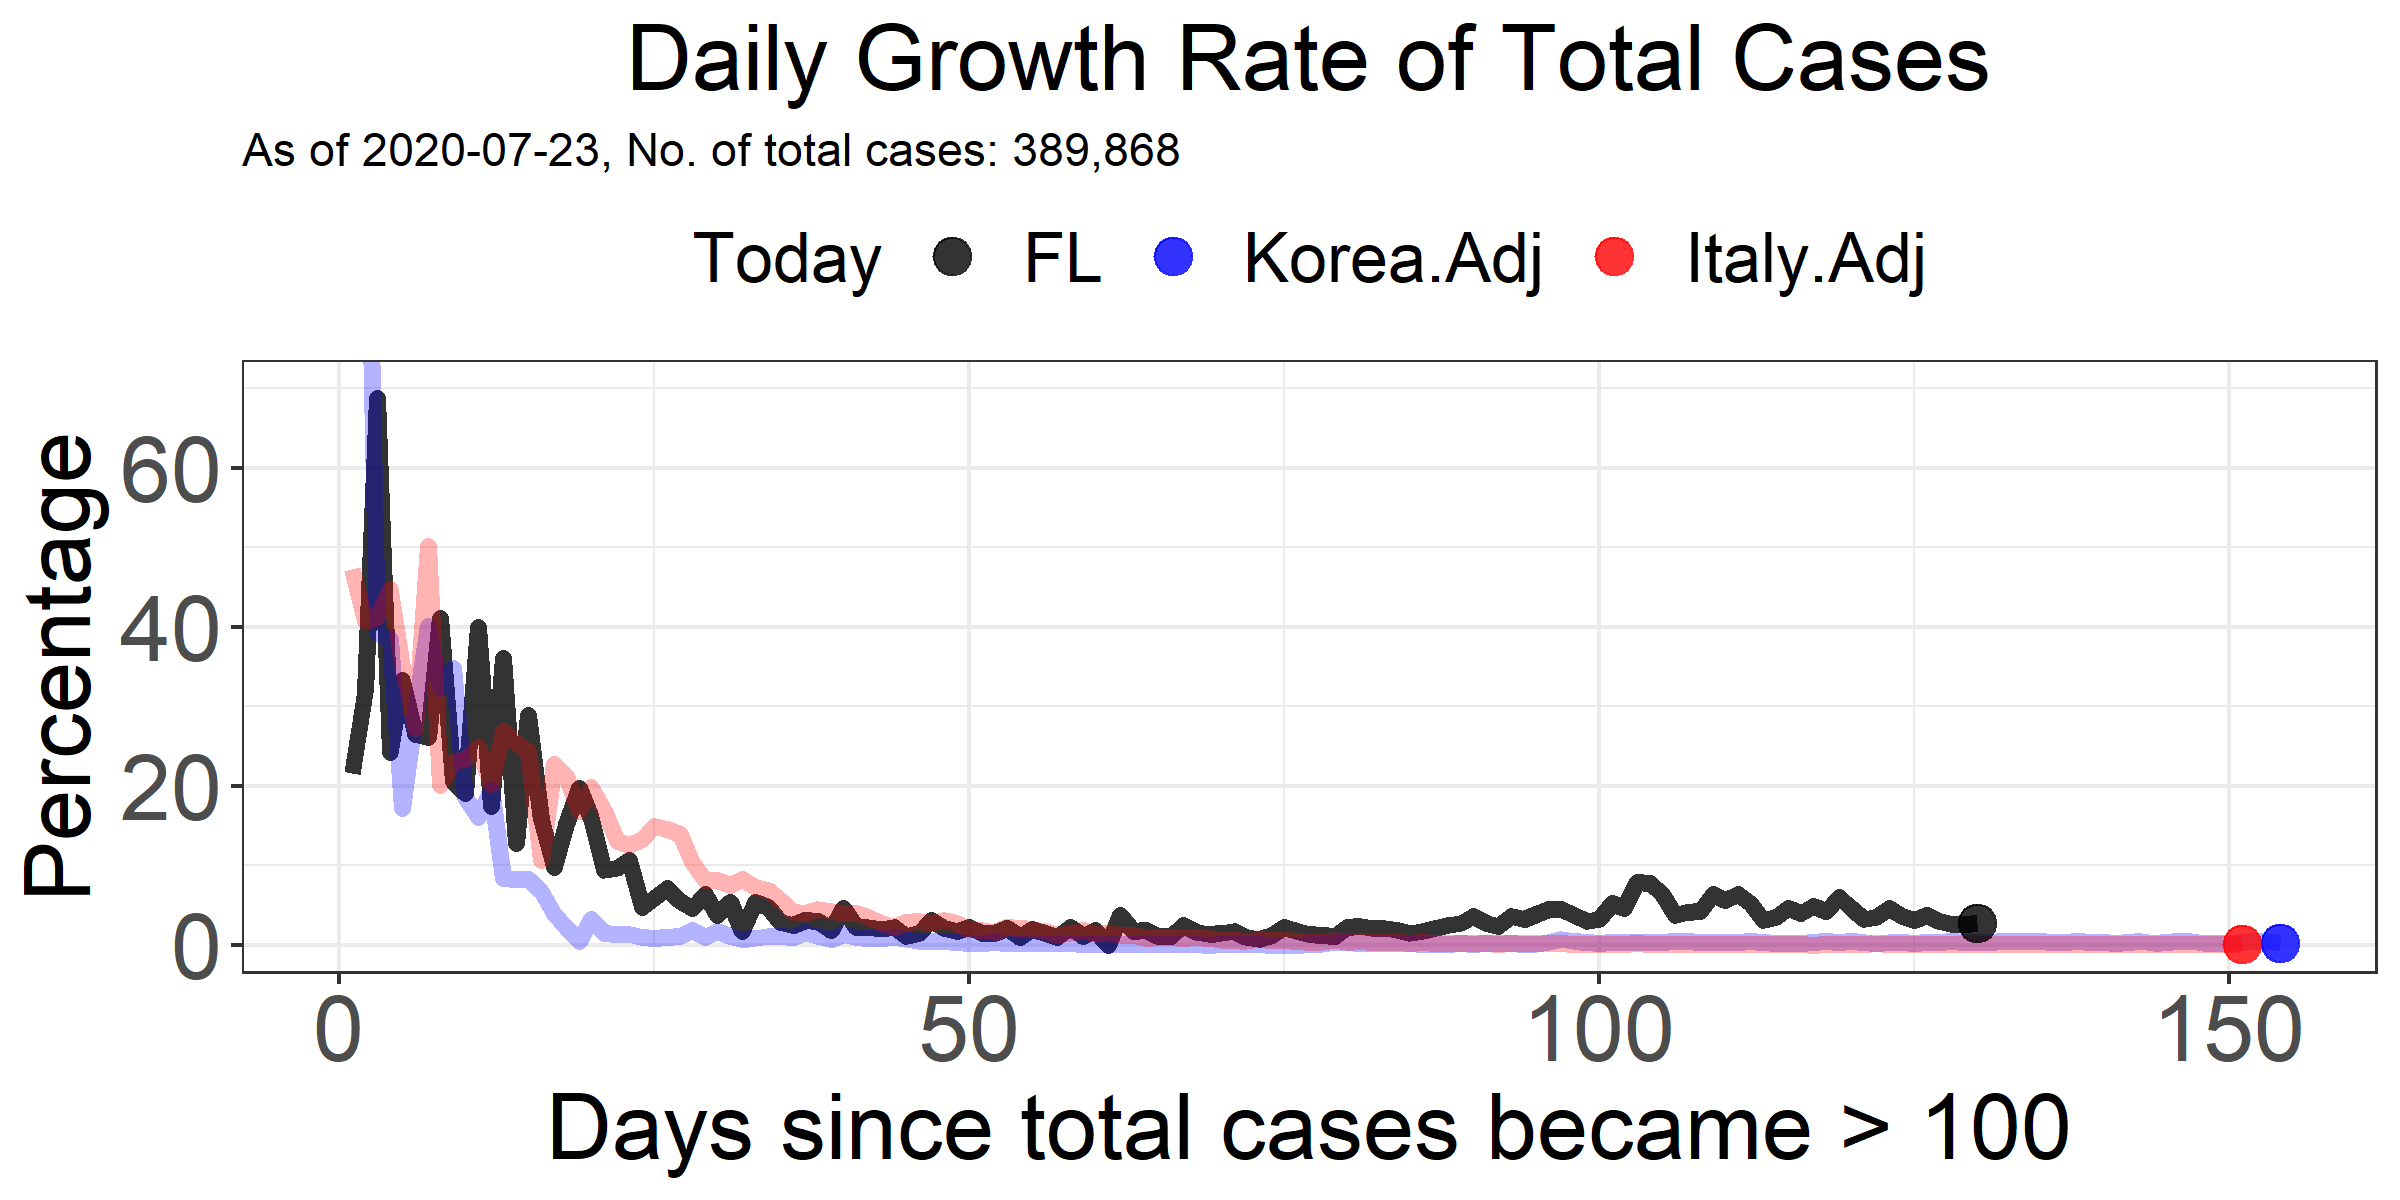 Daily Growth Rate of Total Cases
As of 2020-07-23, No. of total cases: 389,868
Today FL Korea.Adj Italy.Adj
Percentage
60
40
20
0
0 50 100 150
Days since total cases became > 100